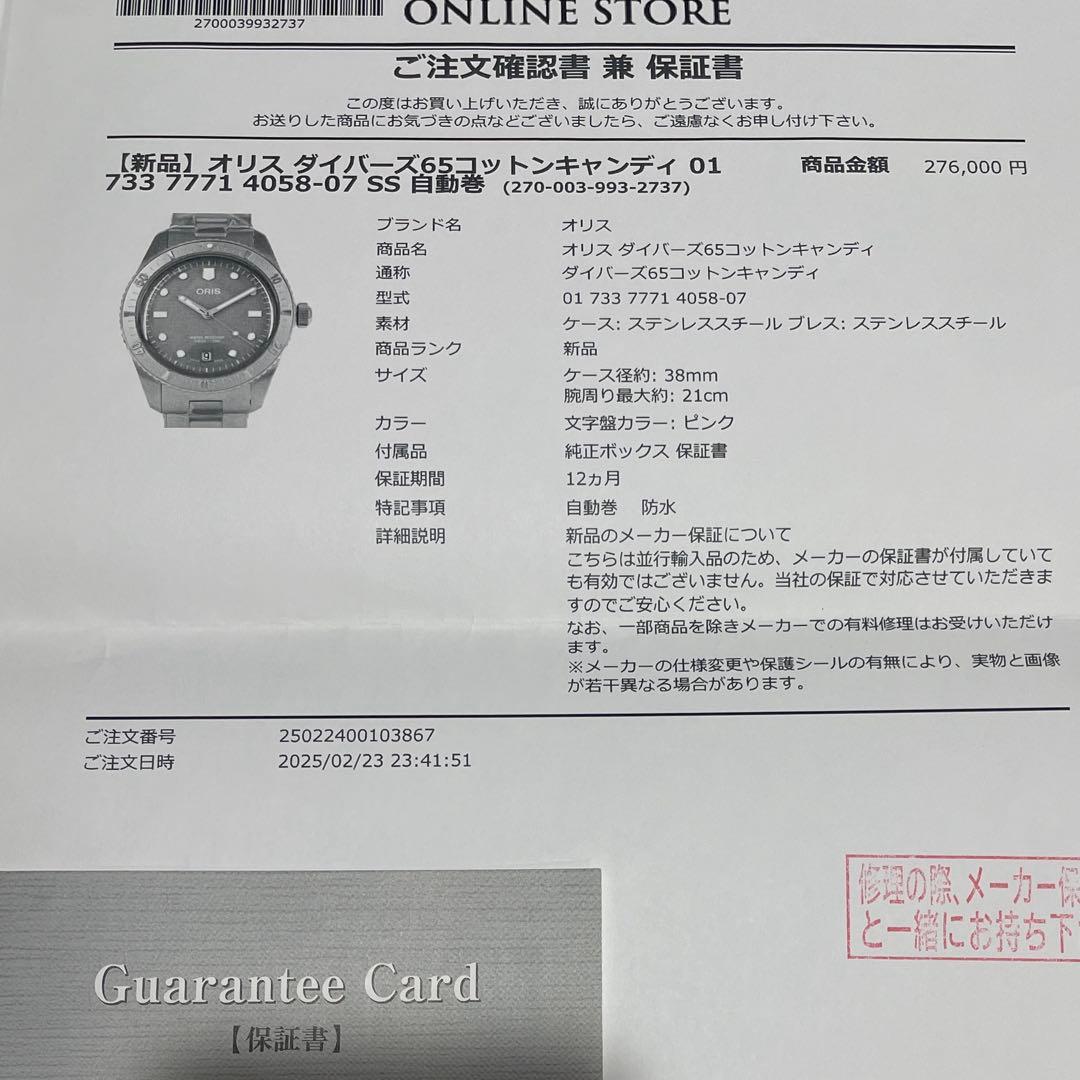 2700039932737
ONLINE STORE
ご注文確認書 兼 保証書
この度はお買い上げいただき、誠にありがとうございます。
お送りした商品にお気づきの点などございましたら、ご遠慮なくお申し付け下さい。
【新品】オリス ダイバーズ65コットンキャンディ 01 商品金額 276,000 円
733 7771 4058-07 SS 自動巻 (270-003-993-2737)
ブランド名 オリス
商品名 オリス ダイバーズ65コットンキャンディ
通称 ダイバーズ65コットンキャンディ
型式 01 733 7771 4058-07
素材 ケース: ステンレススチール ブレス: ステンレススチール
商品ランク 新品
サイズ ケース径約: 38mm
腕周り最大約: 21cm
カラー 文字盤カラー: ピンク
付属品 純正ボックス 保証書
保証期間 12ヵ月
特記事項 自動巻 防水
詳細説明 新品のメーカー保証について
こちらは並行輸入品のため、メーカーの保証書が付属していて
も有効ではございません。当社の保証で対応させていただきま
すのでご安心ください。
なお、一部商品を除きメーカーでの有料修理はお受けいただけ
ます。
※メーカーの仕様変更や保護シールの有無により、実物と画像
が若干異なる場合があります。
ORIS
ご注文番号 25022400103867
ご注文日時 2025/02/23 23:41:51
修理の際、メーカー保
と一緒にお持ち下
Guarantee Card
【保証書】